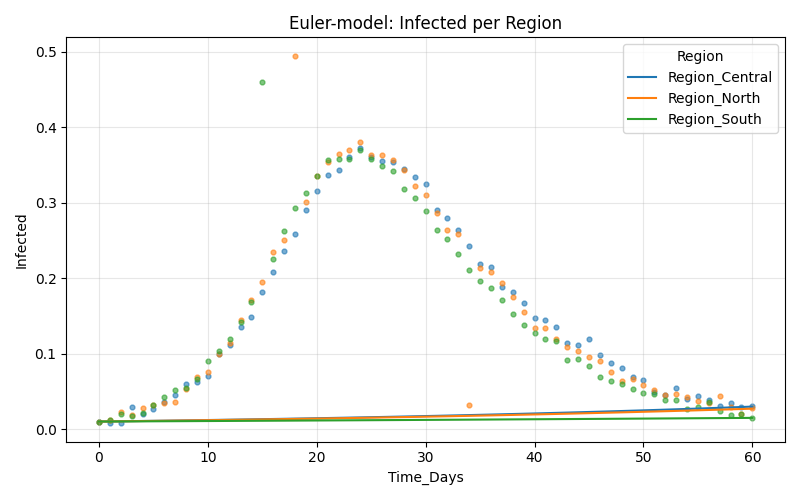 Euler-model: Infected per Region
Region
Region_Central
Region_North
Region_South
Infected
0.5
0.4
0.3
0.2
0.1
0.0
0 10 20 30 40 50 60
Time_Days